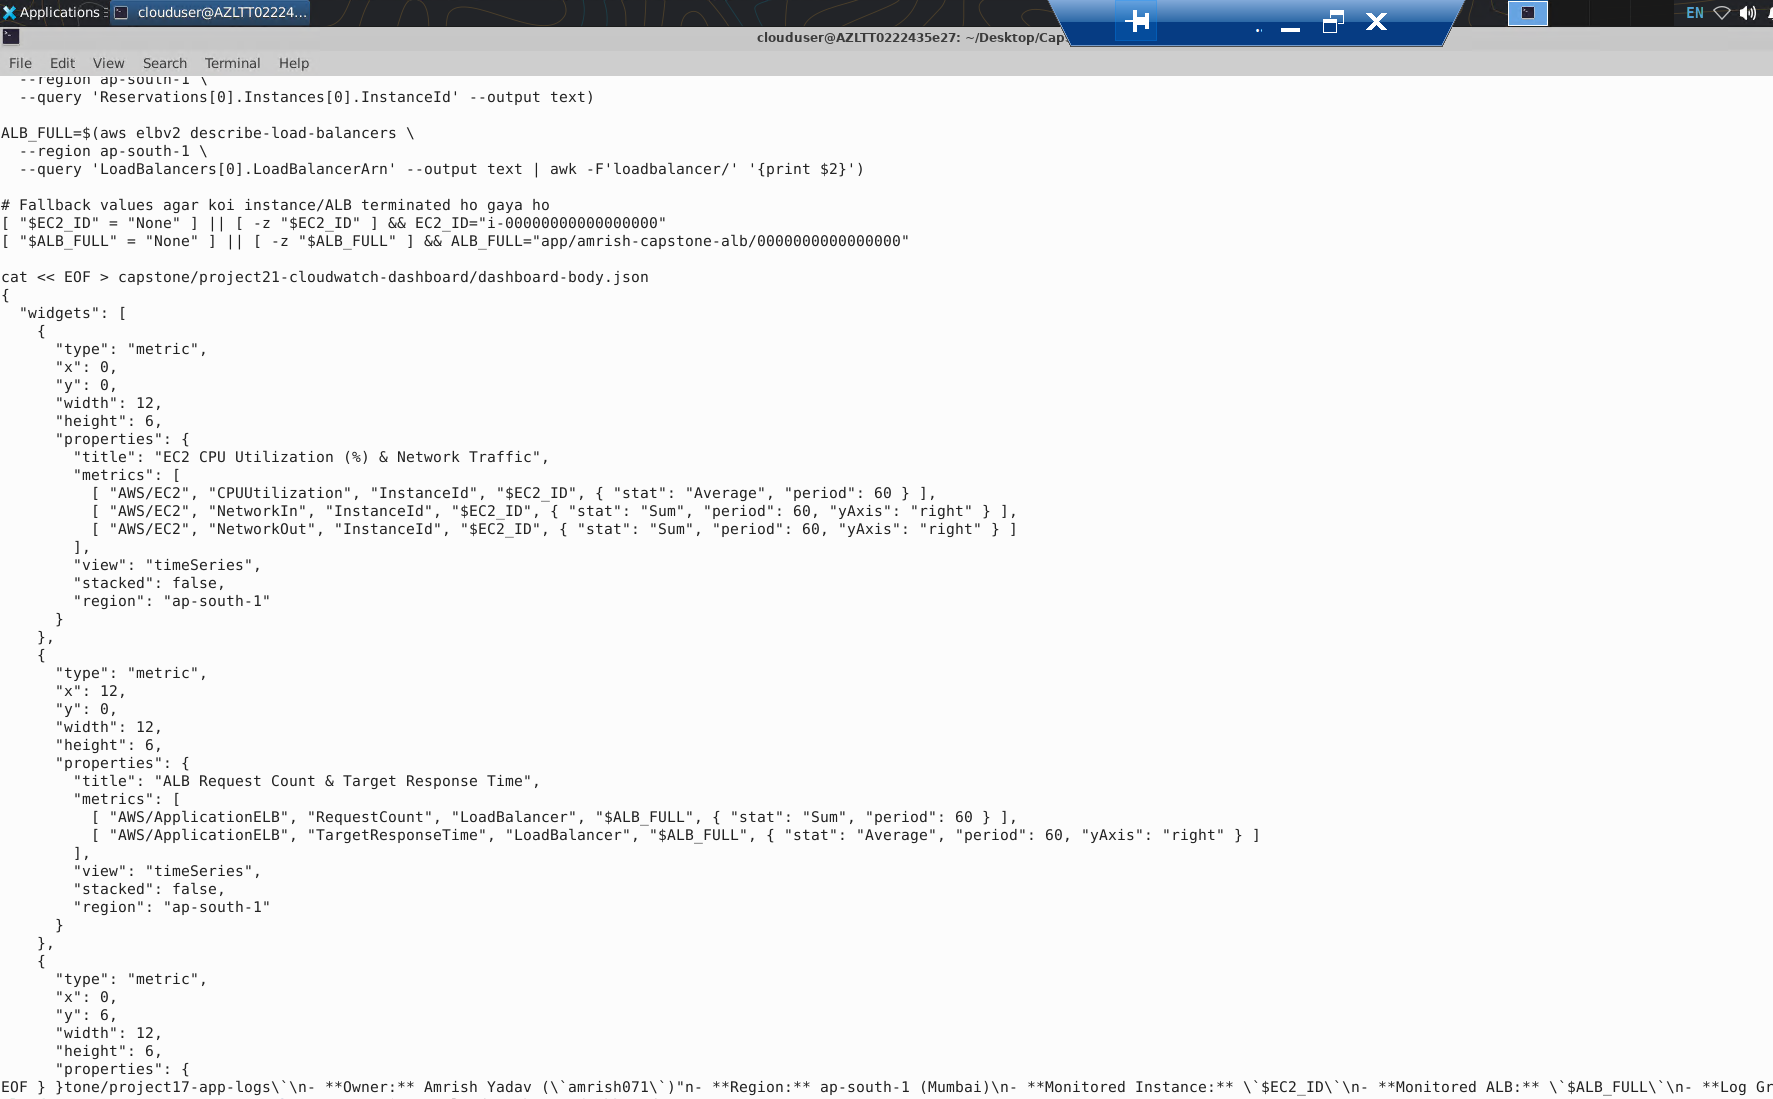 Applications
clouduser@AZLTT02224...
EN
clouduser@AZLTT0222435e27: ~/Desktop/Cap
File Edit View Search Terminal Help
  --region ap-south-1 \
  --query 'Reservations[0].Instances[0].InstanceId' --output text)

ALB_FULL=$(aws elbv2 describe-load-balancers \
  --region ap-south-1 \
  --query 'LoadBalancers[0].LoadBalancerArn' --output text | awk -F'loadbalancer/' '{print $2}')

# Fallback values agar koi instance/ALB terminated ho gaya ho
[ "$EC2_ID" = "None" ] || [ -z "$EC2_ID" ] && EC2_ID="i-00000000000000000"
[ "$ALB_FULL" = "None" ] || [ -z "$ALB_FULL" ] && ALB_FULL="app/amrish-capstone-alb/0000000000000000"

cat << EOF > capstone/project21-cloudwatch-dashboard/dashboard-body.json
{
  "widgets": [
    {
      "type": "metric",
      "x": 0,
      "y": 0,
      "width": 12,
      "height": 6,
      "properties": {
        "title": "EC2 CPU Utilization (%) & Network Traffic",
        "metrics": [
          [ "AWS/EC2", "CPUUtilization", "InstanceId", "$EC2_ID", { "stat": "Average", "period": 60 } ],
          [ "AWS/EC2", "NetworkIn", "InstanceId", "$EC2_ID", { "stat": "Sum", "period": 60, "yAxis": "right" } ],
          [ "AWS/EC2", "NetworkOut", "InstanceId", "$EC2_ID", { "stat": "Sum", "period": 60, "yAxis": "right" } ]
        ],
        "view": "timeSeries",
        "stacked": false,
        "region": "ap-south-1"
      }
    },
    {
      "type": "metric",
      "x": 12,
      "y": 0,
      "width": 12,
      "height": 6,
      "properties": {
        "title": "ALB Request Count & Target Response Time",
        "metrics": [
          [ "AWS/ApplicationELB", "RequestCount", "LoadBalancer", "$ALB_FULL", { "stat": "Sum", "period": 60 } ],
          [ "AWS/ApplicationELB", "TargetResponseTime", "LoadBalancer", "$ALB_FULL", { "stat": "Average", "period": 60, "yAxis": "right" } ]
        ],
        "view": "timeSeries",
        "stacked": false,
        "region": "ap-south-1"
      }
    },
    {
      "type": "metric",
      "x": 0,
      "y": 6,
      "width": 12,
      "height": 6,
      "properties": {
EOF } }tone/project17-app-logs\`\n- **Owner:** Amrish Yadav (\`amrish071\`)"n- **Region:** ap-south-1 (Mumbai)\n- **Monitored Instance:** \`$EC2_ID\`\n- **Monitored ALB:** \`$ALB_FULL\`\n- **Log Gr